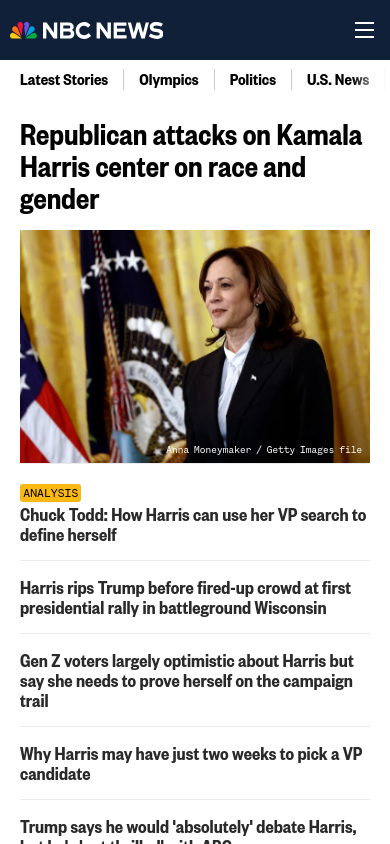 NBC NEWS
Latest Stories
Olympics
Politics
U.S. News
Republican attacks on Kamala
Harris center on race and
gender
Anna Moneymaker / Getty Images file
ANALYSIS
Chuck Todd: How Harris can use her VP search to
define herself
Harris rips Trump before fired-up crowd at first
presidential rally in battleground Wisconsin
Gen Z voters largely optimistic about Harris but
say she needs to prove herself on the campaign
trail
Why Harris may have just two weeks to pick a VP
candidate
Trump says he would 'absolutely' debate Harris,